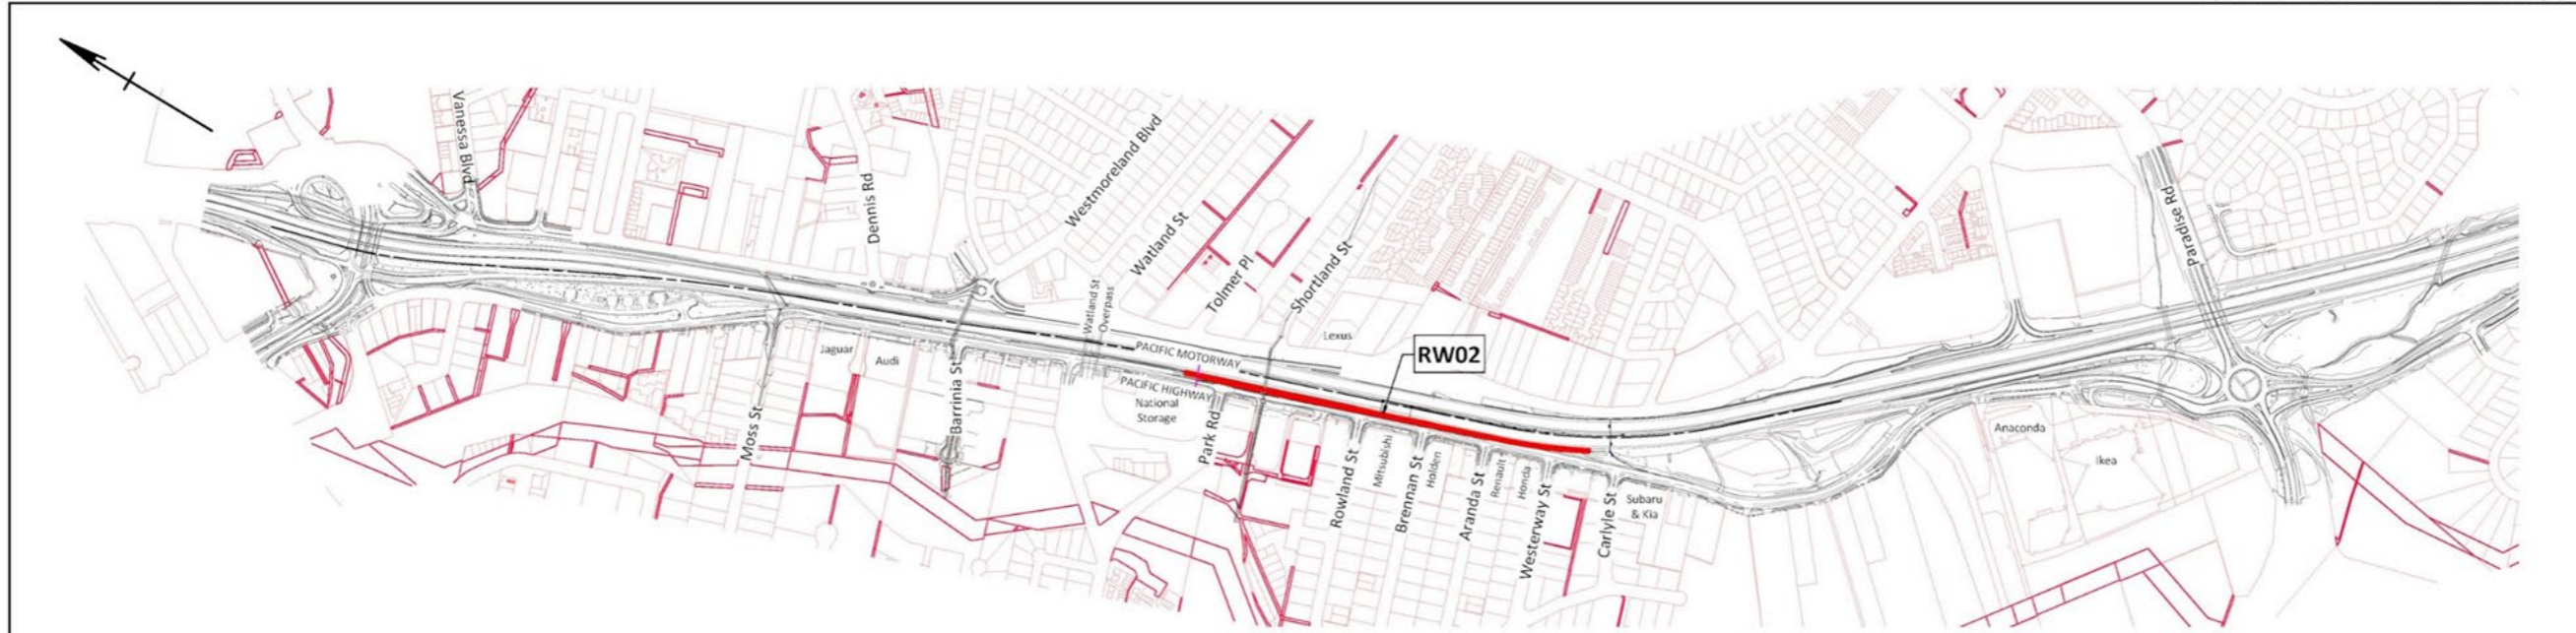 Vanessa Blvd
Dennis Rd
Westmoreland Blvd
Watland St
Tolmer Pl
Shortland St
Paradise Rd
Watland St
Overpass
Lexus
RW02
Jaguar
Audi
PACIFIC MOTORWAY
PACIFIC HIGHWAY
National
Storage
Moss St
Barrinia St
Park Rd
Rowland St
Mitsubishi
Brennan St
Holden
Aranda St
Renault
Honda
Westerway St
Carlyle St
Subaru
& Kia
Anaconda
Ikea